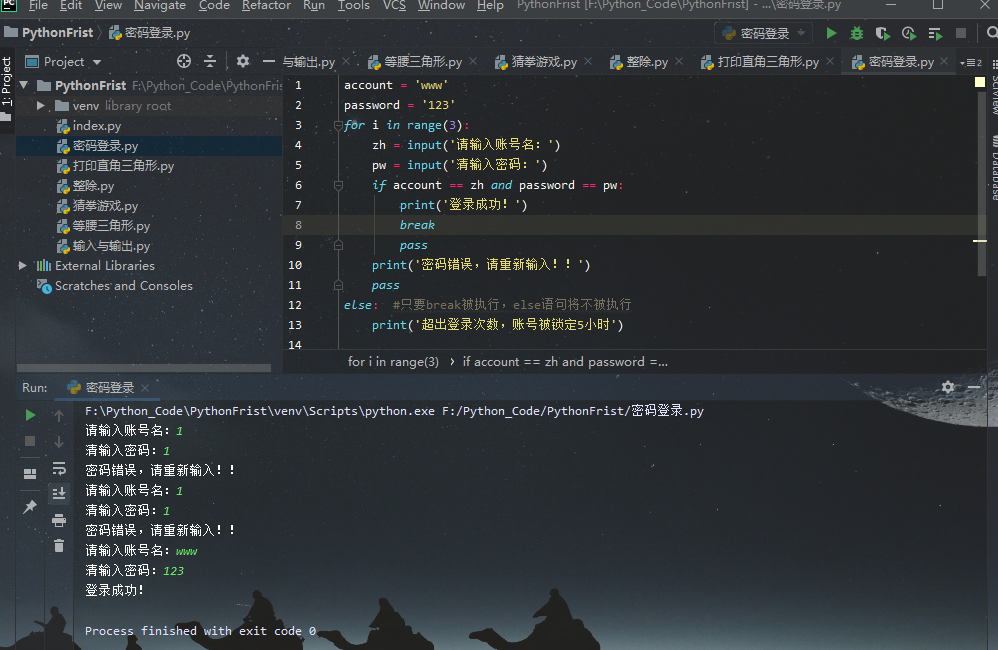 File Edit View Navigate Code Refactor Run Tools VCS Window Help PythonFrist [F:\Python_Code\PythonFrist] - ...\密码登录.py
PythonFrist 密码登录.py 密码登录
Project 与输出.py 等腰三角形.py 猜拳游戏.py 整除.py 打印直角三角形.py 密码登录.py 2
1: Project
PythonFrist F:\Python_Code\PythonFris
venv library root
index.py
密码登录.py
打印直角三角形.py
整除.py
猜拳游戏.py
等腰三角形.py
输入与输出.py
External Libraries
Scratches and Consoles
1 account = 'www'
2 password = '123'
3 for i in range(3):
4 zh = input('请输入账号名：')
5 pw = input('请输入密码：')
6 if account == zh and password == pw:
7 print('登录成功！')
8 break
9 pass
10 print('密码错误，请重新输入！！')
11 pass
12 else: #只要break被执行，else语句将不被执行
13 print('超出登录次数，账号被锁定5小时')
14
for i in range(3) › if account == zh and password =...
SciView
Database
Run: 密码登录
F:\Python_Code\PythonFrist\venv\Scripts\python.exe F:/Python_Code/PythonFrist/密码登录.py
请输入账号名：1
请输入密码：1
密码错误，请重新输入！！
请输入账号名：1
请输入密码：1
密码错误，请重新输入！！
请输入账号名：www
请输入密码：123
登录成功！
Process finished with exit code 0